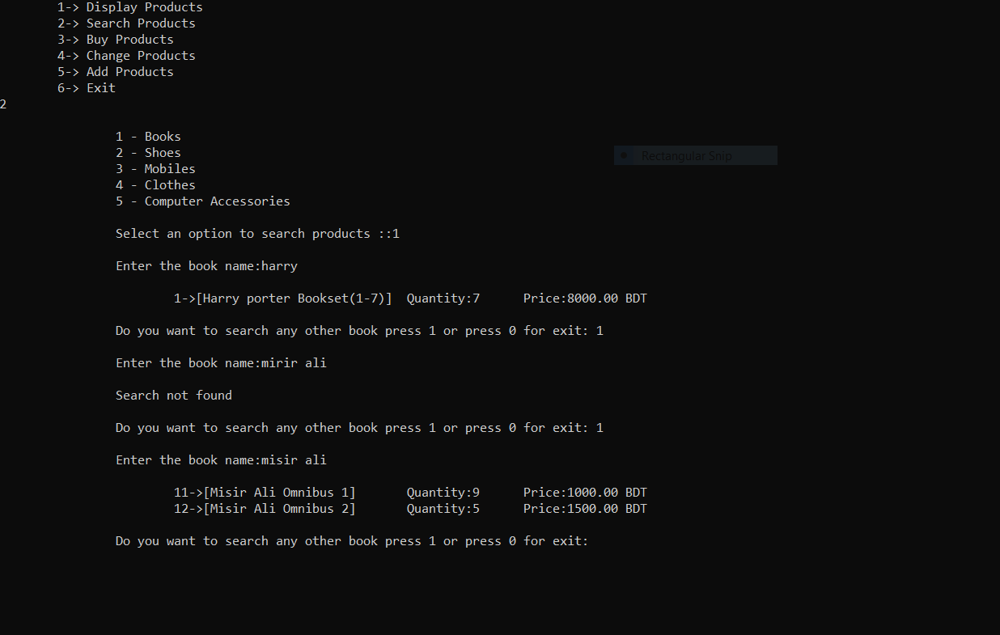 1-> Display Products
2-> Search Products
3-> Buy Products
4-> Change Products
5-> Add Products
6-> Exit
2
1 - Books
2 - Shoes
3 - Mobiles
4 - Clothes
5 - Computer Accessories
Rectangular Snip
Select an option to search products ::1
Enter the book name:harry
1->[Harry porter Bookset(1-7)] Quantity:7 Price:8000.00 BDT
Do you want to search any other book press 1 or press 0 for exit: 1
Enter the book name:mirir ali
Search not found
Do you want to search any other book press 1 or press 0 for exit: 1
Enter the book name:misir ali
11->[Misir Ali Omnibus 1] Quantity:9 Price:1000.00 BDT
12->[Misir Ali Omnibus 2] Quantity:5 Price:1500.00 BDT
Do you want to search any other book press 1 or press 0 for exit: